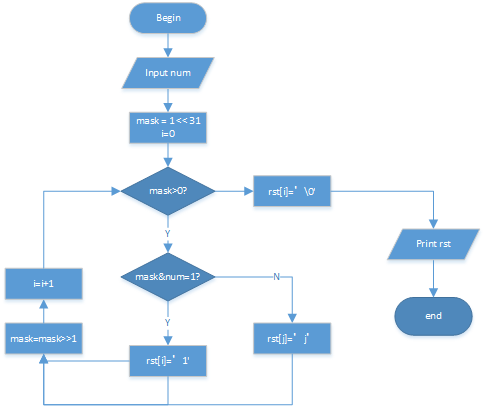 Begin
Input num
mask = 1<< 31
i=0
mask>0?
rst[i]=’\0'
Y
Print rst
mask&num=1?
N
i=i+1
end
Y
mask=mask>>1
rst[j]=’j’
rst[i]=’1'